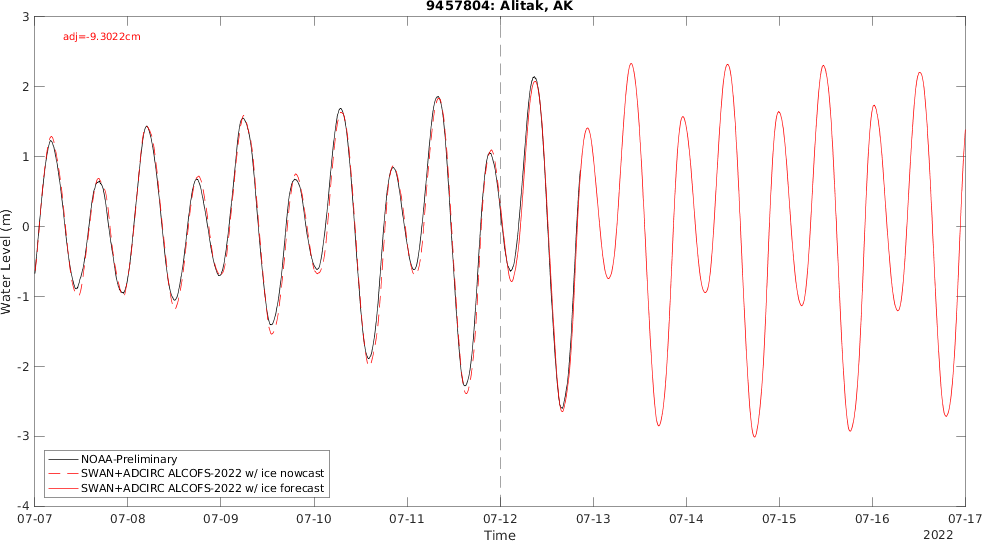 9457804: Alitak, AK
adj=-9.3022cm
3
2
1
0
-1
-2
-3
-4
Water Level (m)
NOAA-Preliminary
SWAN+ADCIRC ALCOFS-2022 w/ ice nowcast
SWAN+ADCIRC ALCOFS-2022 w/ ice forecast
07-07 07-08 07-09 07-10 07-11 07-12 07-13 07-14 07-15 07-16 07-17
Time
2022